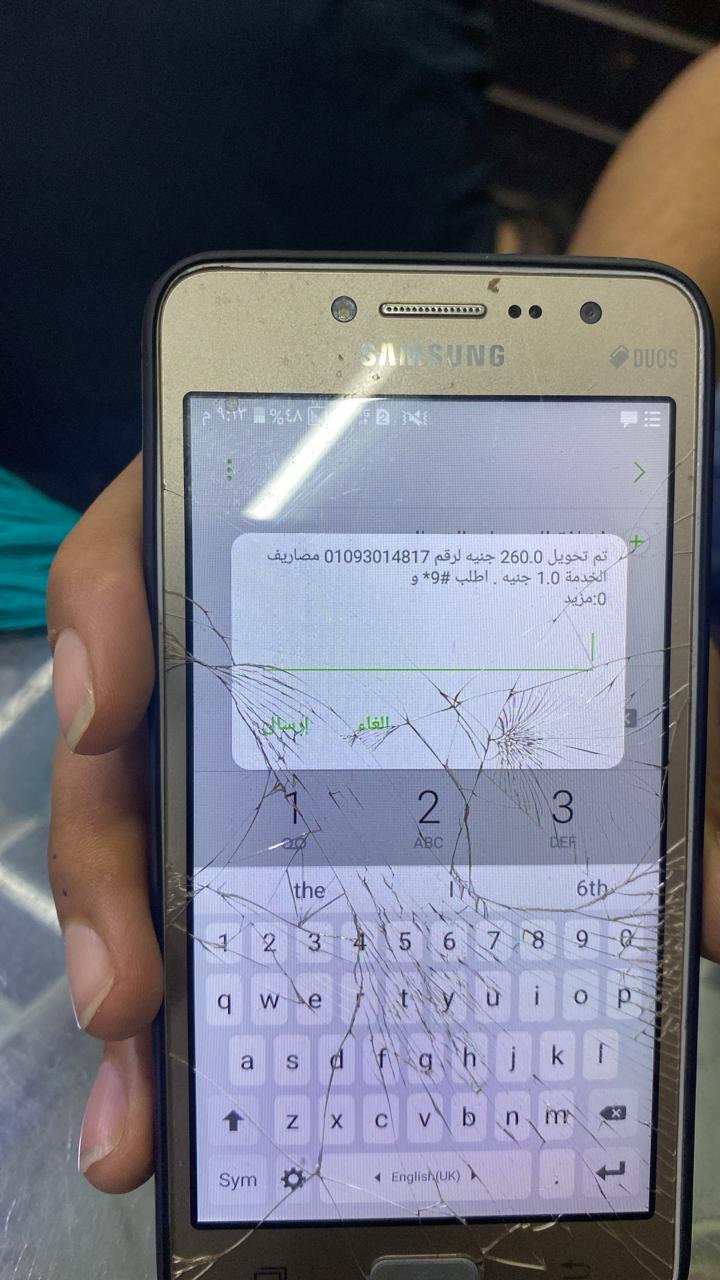 SAMSUNG
DUOS
٩:١٣ م
٤٨%
تم تحويل 260.0 جنيه لرقم 01093014817 مصاريف
الخدمة 1.0 جنيه . اطلب #9* و
0:مزيد
الغاء
إرسال
1 2 3
ABC DEF
the I 6th
1 2 3 4 5 6 7 8 9 0
q w e r t y u i o p
a s d f g h j k l
z x c v b n m
Sym English(UK) .